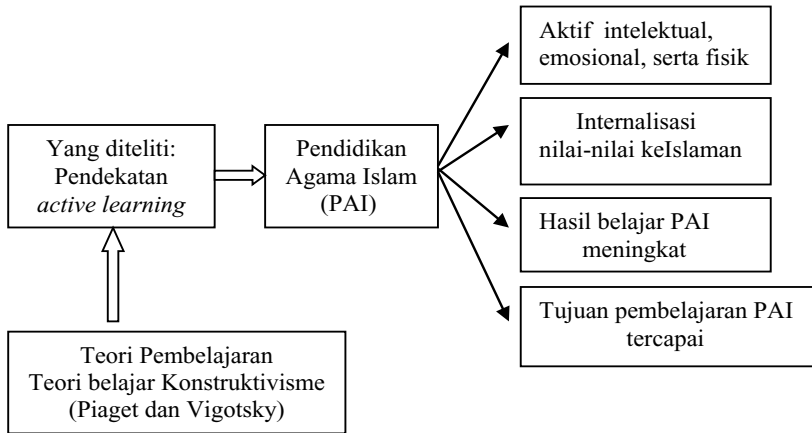 Aktif intelektual,
emosional, serta fisik
Yang diteliti:
Pendekatan
active learning
Pendidikan
Agama Islam
(PAI)
Internalisasi
nilai-nilai keIslaman
Hasil belajar PAI
meningkat
Tujuan pembelajaran PAI
tercapai
Teori Pembelajaran
Teori belajar Konstruktivisme
(Piaget dan Vigotsky)